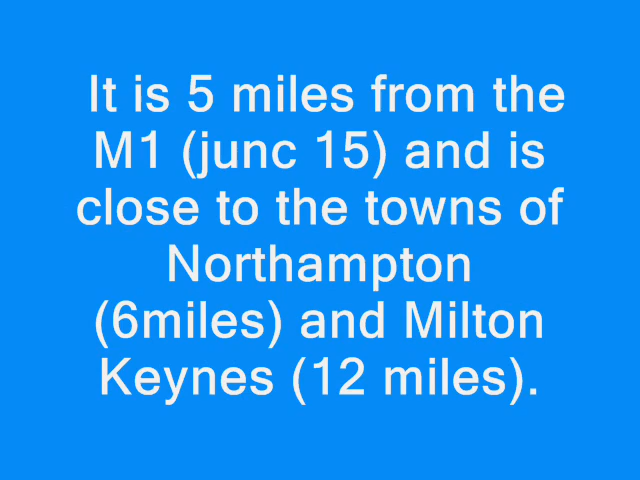 It is 5 miles from the
M1 (junc 15) and is
close to the towns of
Northampton
(6miles) and Milton
Keynes (12 miles).